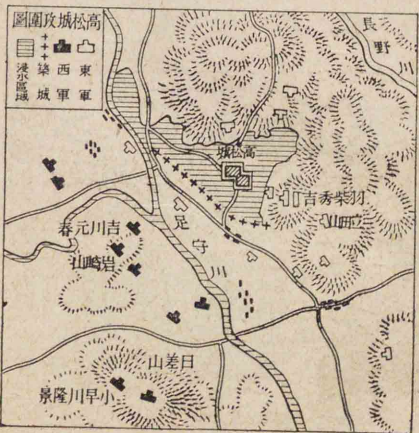 高松城攻圍圖
東軍
西軍
築城
浸水區域
長野川
高松城
羽柴秀吉
立田山
足守川
吉川元春
岩崎山
日差山
小早川隆景